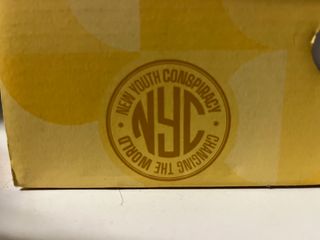 NEW YOUTH CONSPIRACY
NYC
CHANGING THE WORLD